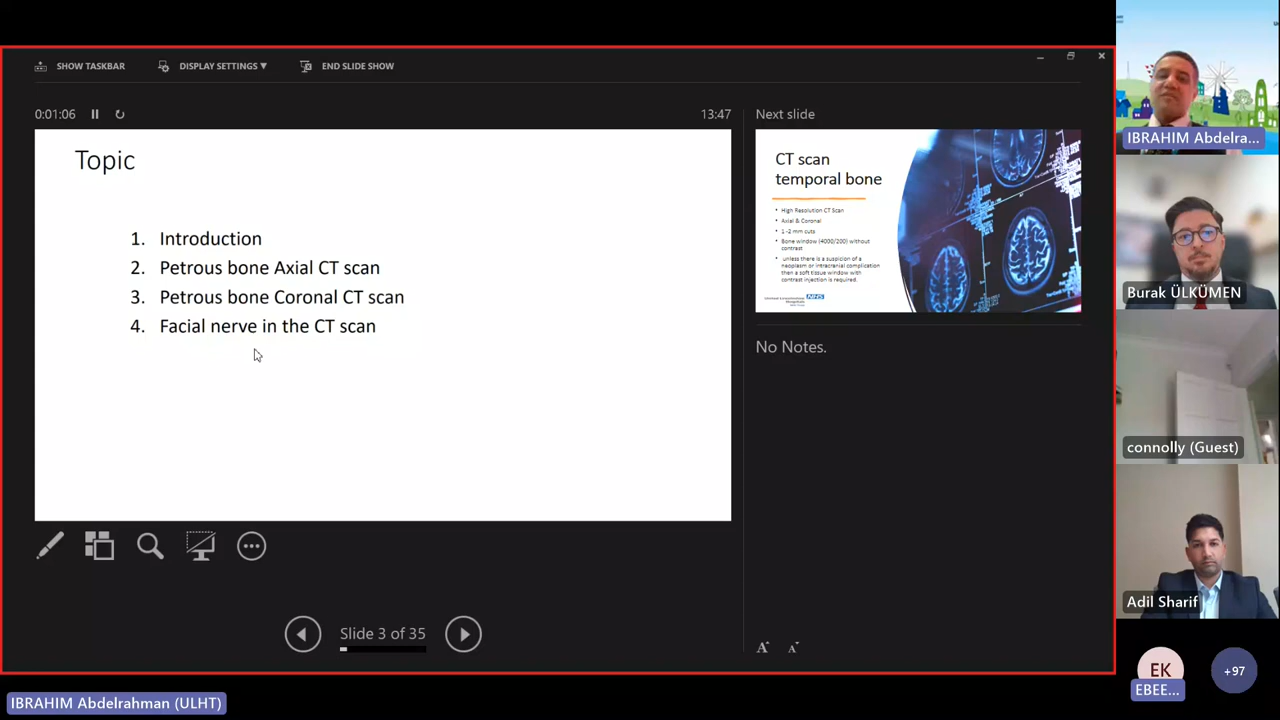 SHOW TASKBAR
DISPLAY SETTINGS ▼
END SLIDE SHOW
0:01:06
13:47
Topic
1. Introduction
2. Petrous bone Axial CT scan
3. Petrous bone Coronal CT scan
4. Facial nerve in the CT scan
Slide 3 of 35
Next slide
CT scan
temporal bone
• High Resolution CT Scan
• Axial & Coronal
• 1-2 mm cuts
• Bone window (4000/200) without
contrast
• unless there is a suspicion of a
neoplasm or intracranial complication
then a soft tissue window with
contrast injection is required.
NHS
No Notes.
A A
IBRAHIM Abdelra...
Burak ÜLKÜMEN
connolly (Guest)
Adil Sharif
EK
EBEE...
+97
IBRAHIM Abdelrahman (ULHT)